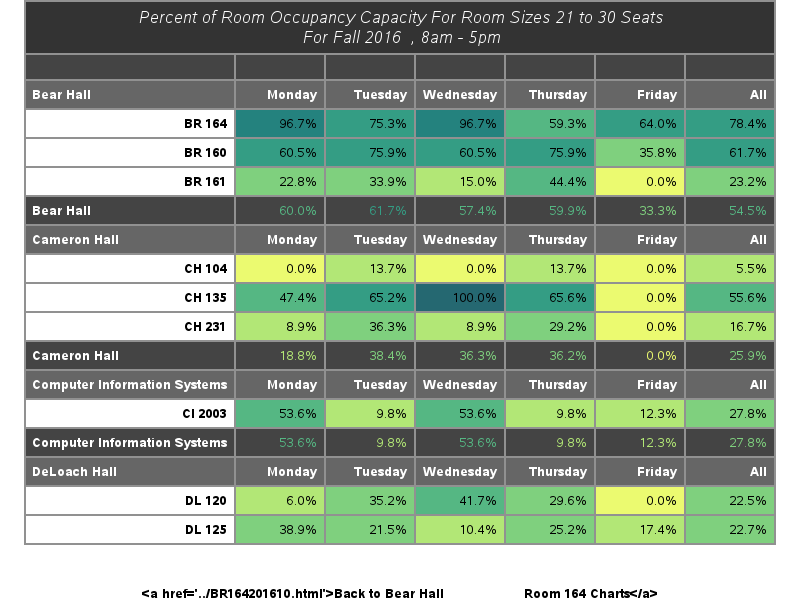 Percent of Room Occupancy Capacity For Room Sizes 21 to 30 Seats
For Fall 2016 , 8am - 5pm
Bear Hall Monday Tuesday Wednesday Thursday Friday All
BR 164 96.7% 75.3% 96.7% 59.3% 64.0% 78.4%
BR 160 60.5% 75.9% 60.5% 75.9% 35.8% 61.7%
BR 161 22.8% 33.9% 15.0% 44.4% 0.0% 23.2%
Bear Hall 60.0% 61.7% 57.4% 59.9% 33.3% 54.5%
Cameron Hall Monday Tuesday Wednesday Thursday Friday All
CH 104 0.0% 13.7% 0.0% 13.7% 0.0% 5.5%
CH 135 47.4% 65.2% 100.0% 65.6% 0.0% 55.6%
CH 231 8.9% 36.3% 8.9% 29.2% 0.0% 16.7%
Cameron Hall 18.8% 38.4% 36.3% 36.2% 0.0% 25.9%
Computer Information Systems Monday Tuesday Wednesday Thursday Friday All
CI 2003 53.6% 9.8% 53.6% 9.8% 12.3% 27.8%
Computer Information Systems 53.6% 9.8% 53.6% 9.8% 12.3% 27.8%
DeLoach Hall Monday Tuesday Wednesday Thursday Friday All
DL 120 6.0% 35.2% 41.7% 29.6% 0.0% 22.5%
DL 125 38.9% 21.5% 10.4% 25.2% 17.4% 22.7%
<a href='../BR164201610.html'>Back to Bear Hall Room 164 Charts</a>